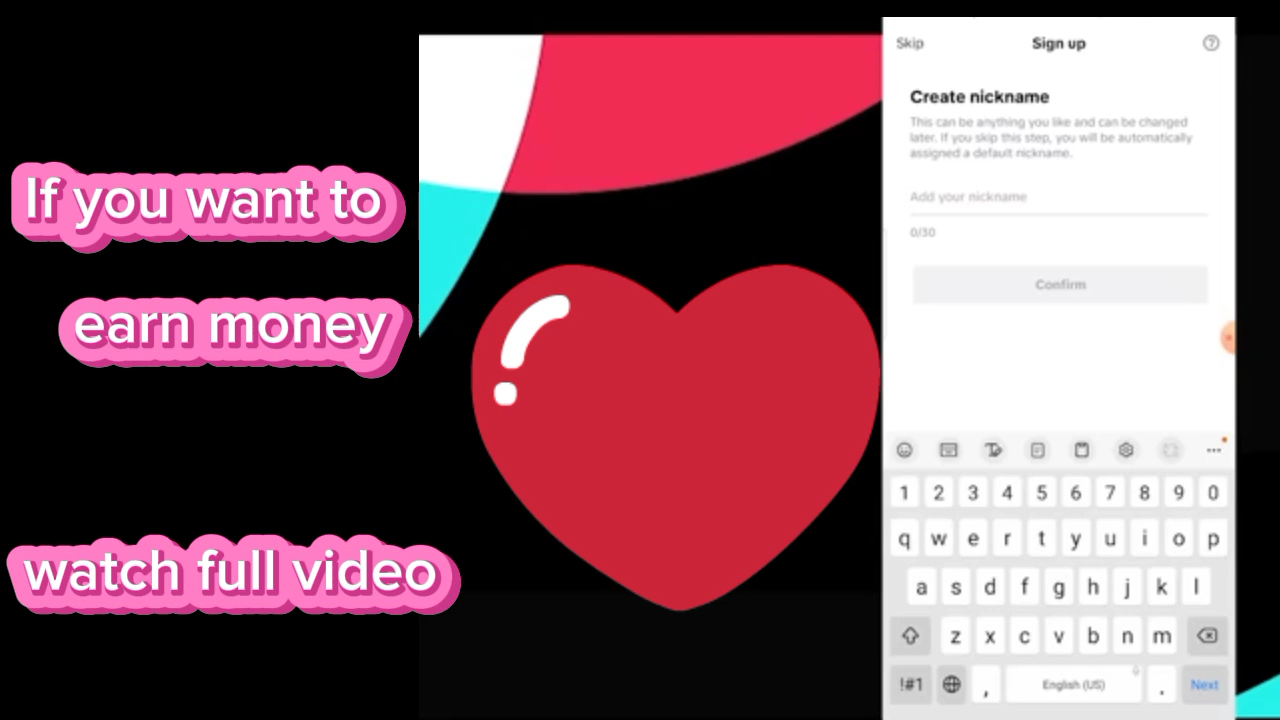 If you want to
earn money
watch full video
Skip
Sign up
Create nickname
This can be anything you like and can be changed
later. If you skip this step, you will be automatically
assigned a default nickname.
Add your nickname
0/30
Confirm
1 2 3 4 5 6 7 8 9 0
q w e r t y u i o p
a s d f g h j k l
z x c v b n m
!#1 , English (US) . Next